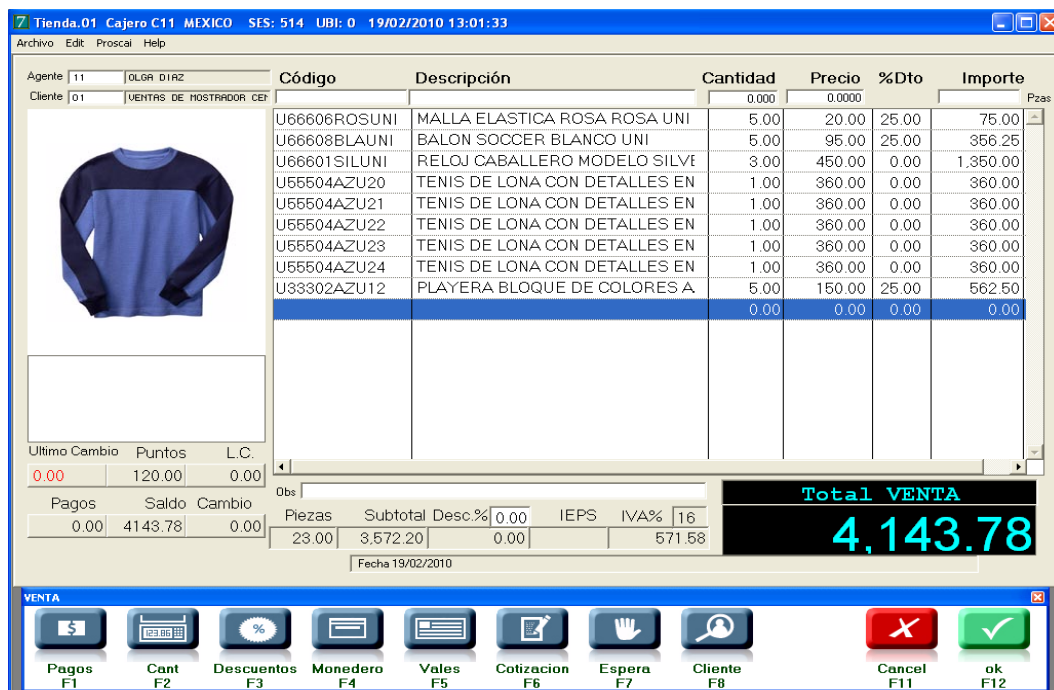 Tienda.01 Cajero C11 MEXICO SES: 514 UBI: 0 19/02/2010 13:01:33
Archivo Edit Proscai Help
Agente 11 OLGA DIAZ
Cliente 01 VENTAS DE MOSTRADOR CEN
Código Descripción Cantidad Precio %Dto Importe
0.000 0.0000 Pzas
U66606ROSUNI MALLA ELASTICA ROSA ROSA UNI 5.00 20.00 25.00 75.00
U66608BLAUNI BALON SOCCER BLANCO UNI 5.00 95.00 25.00 356.25
U66601SILUNI RELOJ CABALLERO MODELO SILVE 3.00 450.00 0.00 1,350.00
U55504AZU20 TENIS DE LONA CON DETALLES EN 1.00 360.00 0.00 360.00
U55504AZU21 TENIS DE LONA CON DETALLES EN 1.00 360.00 0.00 360.00
U55504AZU22 TENIS DE LONA CON DETALLES EN 1.00 360.00 0.00 360.00
U55504AZU23 TENIS DE LONA CON DETALLES EN 1.00 360.00 0.00 360.00
U55504AZU24 TENIS DE LONA CON DETALLES EN 1.00 360.00 0.00 360.00
U33302AZU12 PLAYERA BLOQUE DE COLORES A 5.00 150.00 25.00 562.50
0.00 0.00 0.00 0.00
Ultimo Cambio Puntos L.C.
0.00 120.00 0.00
Pagos Saldo Cambio
0.00 4143.78 0.00
Obs
Piezas Subtotal Desc.% 0.00 IEPS IVA% 16
23.00 3,572.20 0.00 571.58
Fecha 19/02/2010
Total VENTA
4,143.78
VENTA
Pagos Cant Descuentos Monedero Vales Cotizacion Espera Cliente Cancel ok
F1 F2 F3 F4 F5 F6 F7 F8 F11 F12